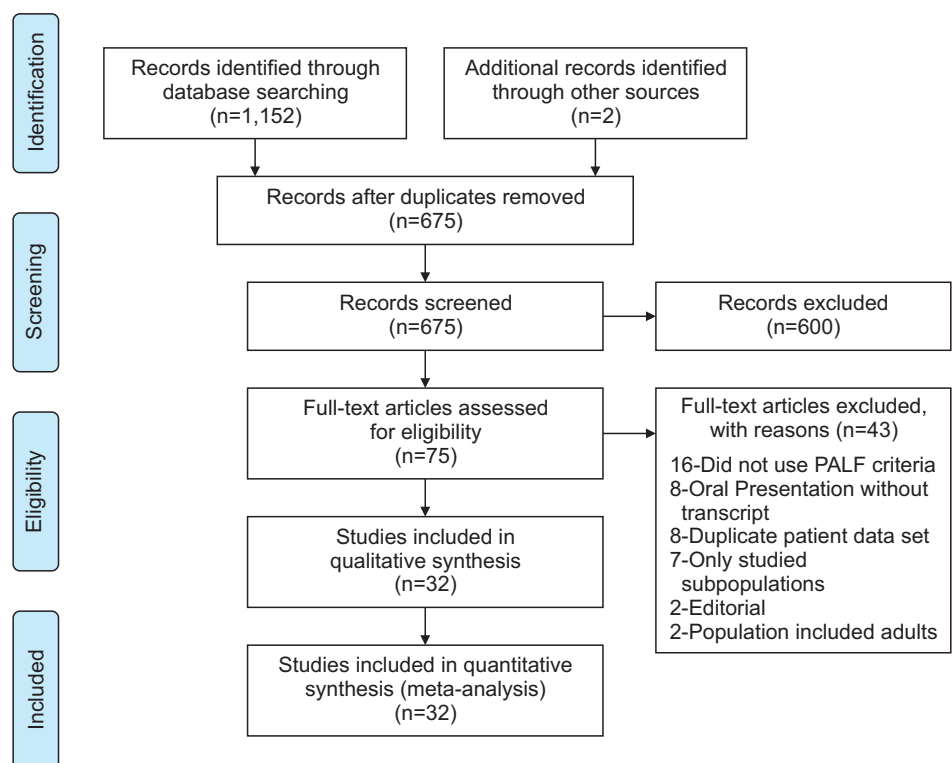 Identification
Records identified through
database searching
(n=1,152)
Additional records identified
through other sources
(n=2)
Records after duplicates removed
(n=675)
Screening
Records screened
(n=675)
Records excluded
(n=600)
Eligibility
Full-text articles assessed
for eligibility
(n=75)
Full-text articles excluded,
with reasons (n=43)
16-Did not use PALF criteria
8-Oral Presentation without
transcript
8-Duplicate patient data set
7-Only studied
subpopulations
2-Editorial
2-Population included adults
Studies included in
qualitative synthesis
(n=32)
Included
Studies included in quantitative
synthesis (meta-analysis)
(n=32)